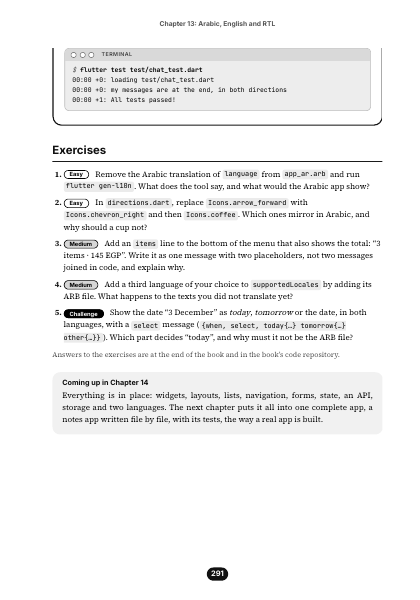 Chapter 13: Arabic, English and RTL
TERMINAL
$ flutter test test/chat_test.dart
00:00 +0: loading test/chat_test.dart
00:00 +0: my messages are at the end, in both directions
00:00 +1: All tests passed!
Exercises
1. Easy Remove the Arabic translation of language from app_ar.arb and run
flutter gen-l10n. What does the tool say, and what would the Arabic app show?
2. Easy In directions.dart, replace Icons.arrow_forward with
Icons.chevron_right and then Icons.coffee. Which ones mirror in Arabic, and
why should a cup not?
3. Medium Add an items line to the bottom of the menu that also shows the total: “3
items · 145 EGP”. Write it as one message with two placeholders, not two messages
joined in code, and explain why.
4. Medium Add a third language of your choice to supportedLocales by adding its
ARB file. What happens to the texts you did not translate yet?
5. Challenge Show the date “3 December” as today, tomorrow or the date, in both
languages, with a select message ( {when, select, today{…} tomorrow{…}
other{…}} ). Which part decides “today”, and why must it not be the ARB file?
Answers to the exercises are at the end of the book and in the book's code repository.
Coming up in Chapter 14
Everything is in place: widgets, layouts, lists, navigation, forms, state, an API,
storage and two languages. The next chapter puts it all into one complete app, a
notes app written file by file, with its tests, the way a real app is built.
291